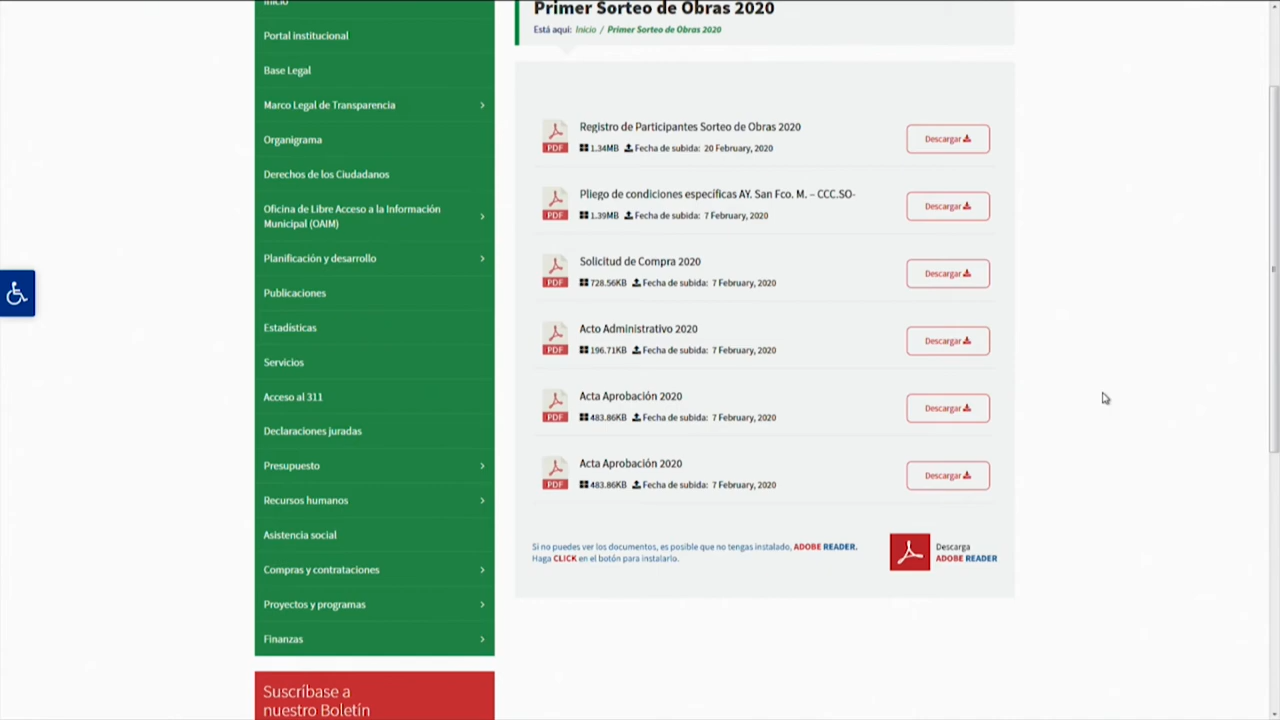 Inicio
Portal institucional
Base Legal
Marco Legal de Transparencia
Organigrama
Derechos de los Ciudadanos
Oficina de Libre Acceso a la Información
Municipal (OAIM)
Planificación y desarrollo
Publicaciones
Estadísticas
Servicios
Acceso al 311
Declaraciones juradas
Presupuesto
Recursos humanos
Asistencia social
Compras y contrataciones
Proyectos y programas
Finanzas
Suscríbase a
nuestro Boletín
Primer Sorteo de Obras 2020
Está aquí: Inicio / Primer Sorteo de Obras 2020
PDF
Registro de Participantes Sorteo de Obras 2020
1.34MB Fecha de subida: 20 February, 2020
Descargar
PDF
Pliego de condiciones específicas AY. San Fco. M. – CCC.SO-
1.39MB Fecha de subida: 7 February, 2020
Descargar
PDF
Solicitud de Compra 2020
728.56KB Fecha de subida: 7 February, 2020
Descargar
PDF
Acto Administrativo 2020
196.71KB Fecha de subida: 7 February, 2020
Descargar
PDF
Acta Aprobación 2020
483.86KB Fecha de subida: 7 February, 2020
Descargar
PDF
Acta Aprobación 2020
483.86KB Fecha de subida: 7 February, 2020
Descargar
Si no puedes ver los documentos, es posible que no tengas instalado, ADOBE READER.
Haga CLICK en el botón para instalarlo.
Descarga
ADOBE READER